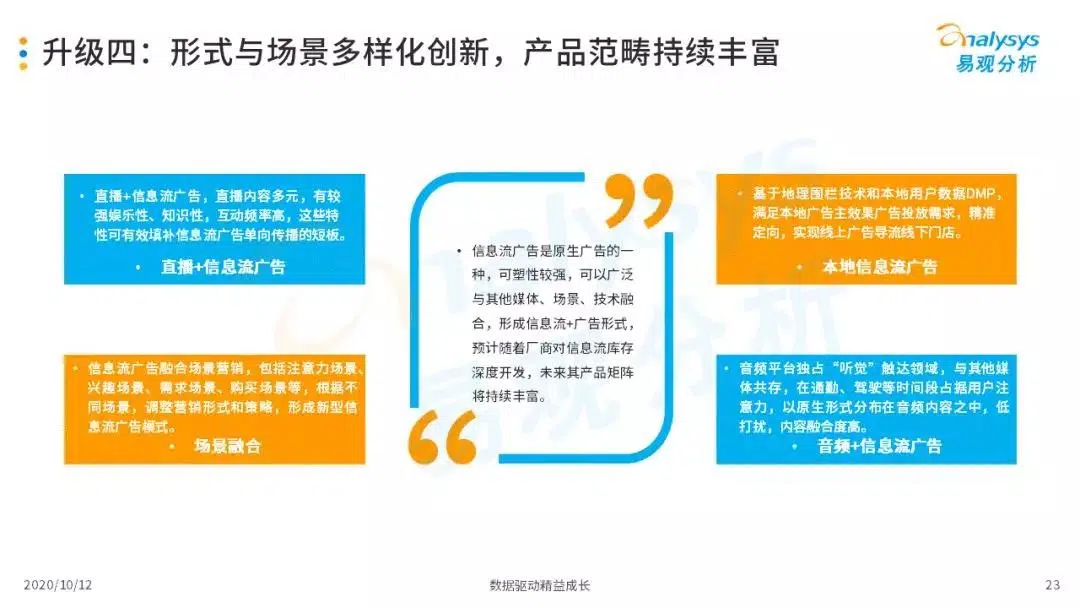 升级四：形式与场景多样化创新，产品范畴持续丰富
analysys
易观分析
• 直播+信息流广告，直播内容多元，有较
强娱乐性、知识性，互动频率高，这些特
性可有效填补信息流广告单向传播的短板。
• 直播+信息流广告
• 信息流广告融合场景营销，包括注意力场景、
兴趣场景、需求场景、购买场景等，根据不
同场景，调整营销形式和策略，形成新型信
息流广告模式。
• 场景融合
• 信息流广告是原生广告的一
种，可塑性较强，可以广泛
与其他媒体、场景、技术融
合，形成信息流+广告形式，
预计随着厂商对信息流库存
深度开发，未来其产品矩阵
将持续丰富。
• 基于地理围栏技术和本地用户数据DMP，
满足本地广告主效果广告投放需求，精准
定向，实现线上广告导流线下门店。
• 本地信息流广告
• 音频平台独占“听觉”触达领域，与其他媒
体共存，在通勤、驾驶等时间段占据用户注
意力，以原生形式分布在音频内容之中，低
打扰，内容融合度高。
• 音频+信息流广告
2020/10/12
数据驱动精益成长
23